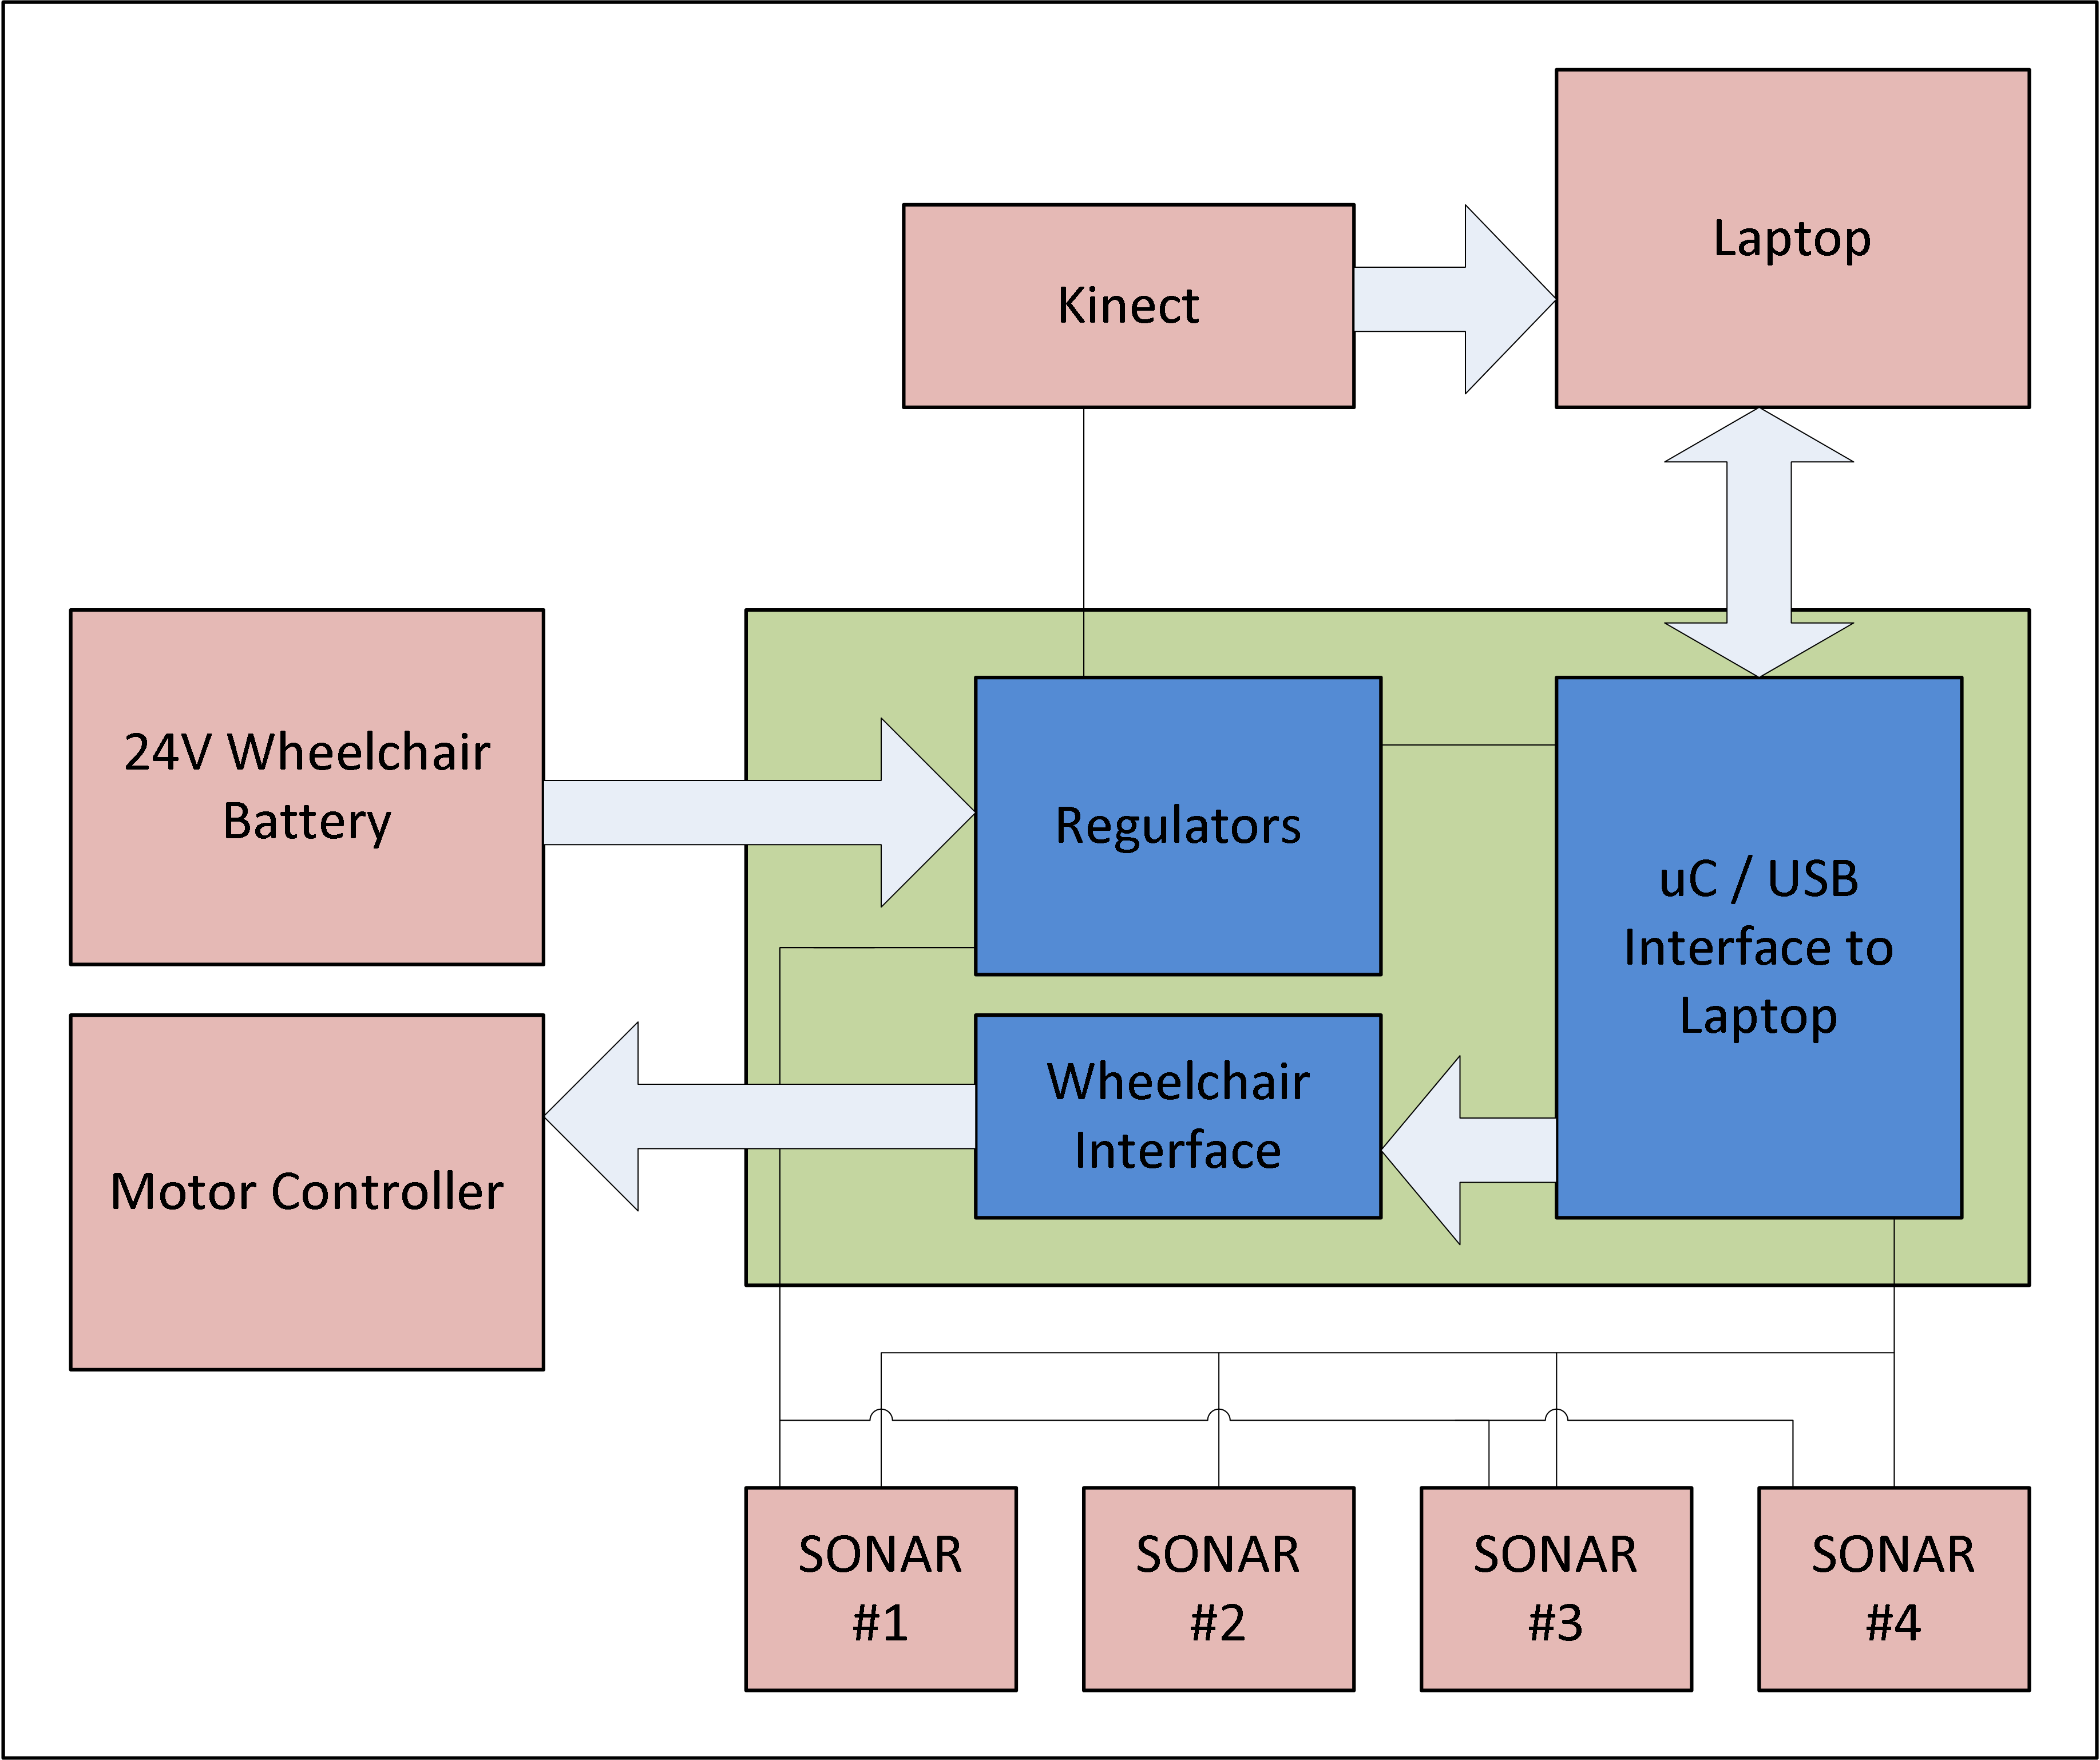 Laptop
Kinect
24V Wheelchair
Battery
Regulators
uC / USB
Interface to
Laptop
Wheelchair
Interface
Motor Controller
SONAR
#1
SONAR
#2
SONAR
#3
SONAR
#4